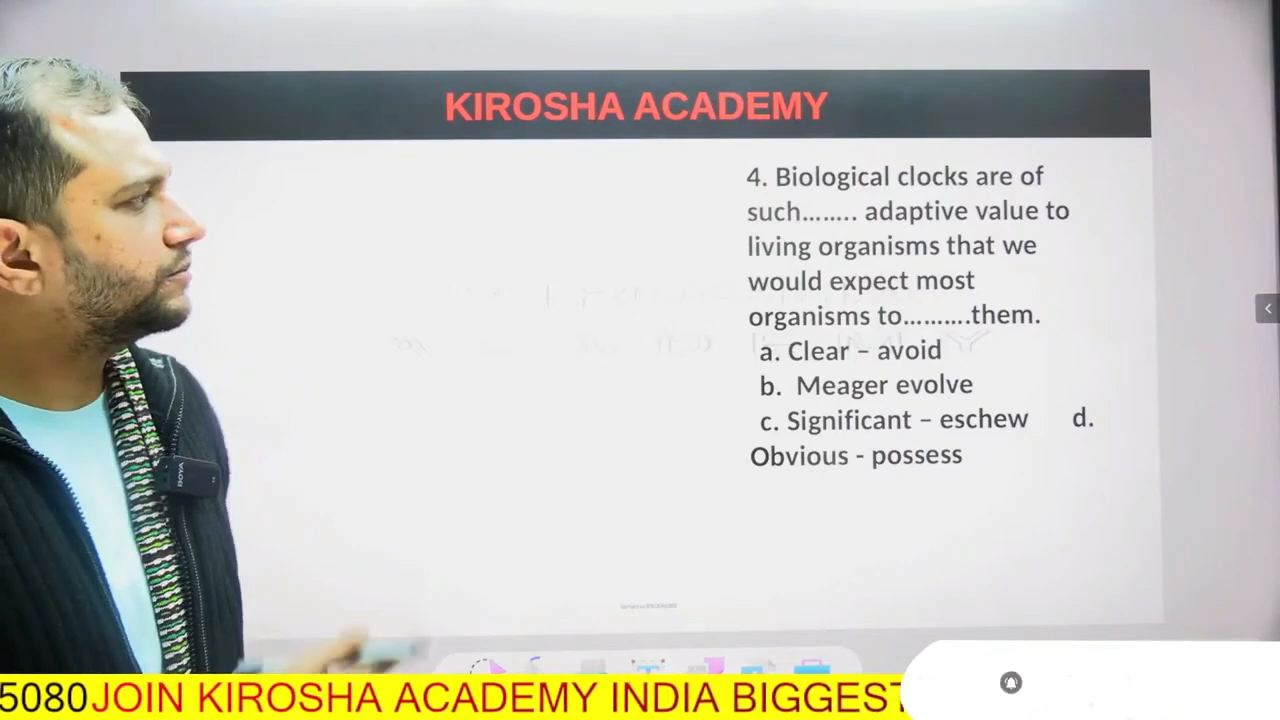 KIROSHA ACADEMY
4. Biological clocks are of
such…….. adaptive value to
living organisms that we
would expect most
organisms to……….them.
a. Clear – avoid
b. Meager evolve
c. Significant – eschew d.
Obvious - possess
BOYA
5080JOIN KIROSHA ACADEMY INDIA BIGGEST